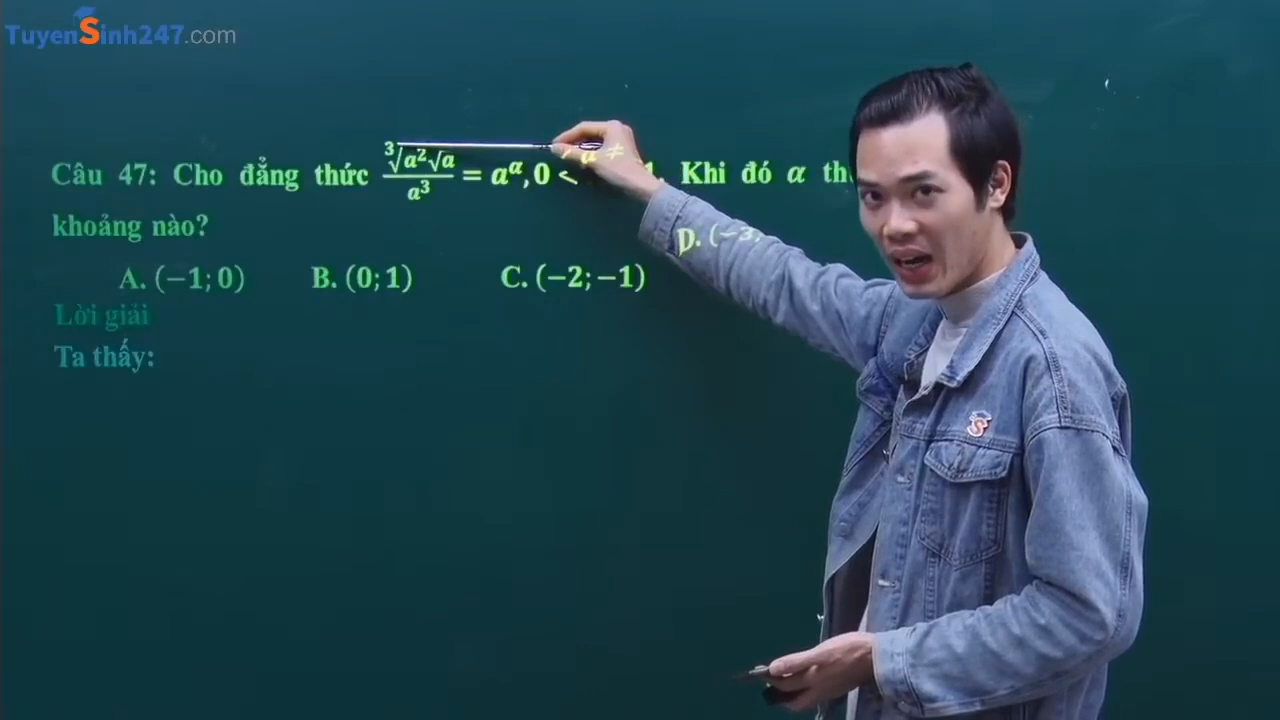 TuyenSinh247.com
Câu 47: Cho đẳng thức ∛(a²√a)/a³ = a^α, 0 < a ≠ 1. Khi đó α
khoảng nào?
A. (−1; 0) B. (0; 1) C. (−2; −1) D. (−3;
Lời giải
Ta thấy: